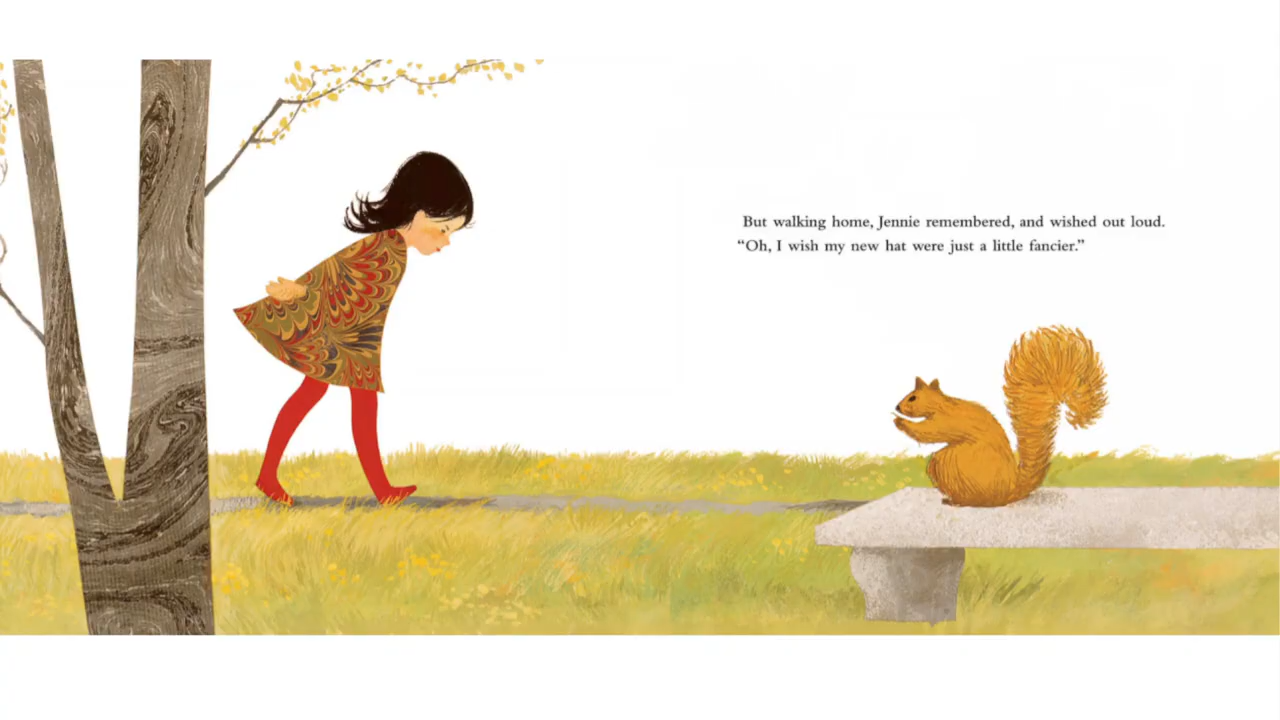 But walking home, Jennie remembered, and wished out loud.
“Oh, I wish my new hat were just a little fancier.”